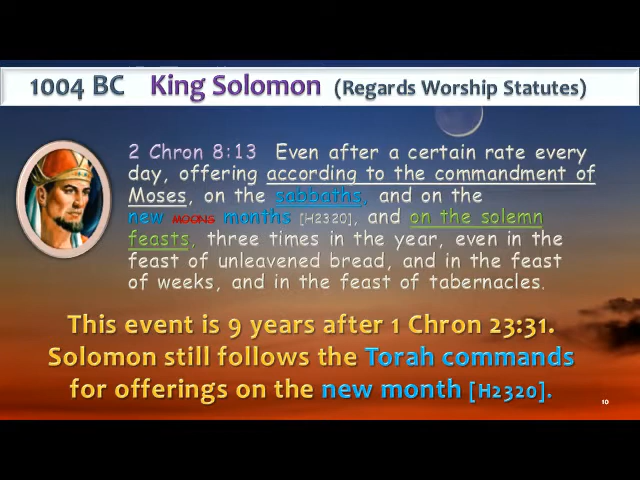 1004 BC King Solomon (Regards Worship Statutes)
2 Chron 8:13 Even after a certain rate every
day, offering according to the commandment of
Moses, on the sabbaths, and on the
new moons months [H2320], and on the solemn
feasts, three times in the year, even in the
feast of unleavened bread, and in the feast
of weeks, and in the feast of tabernacles.
This event is 9 years after 1 Chron 23:31.
Solomon still follows the Torah commands
for offerings on the new month [H2320].
10